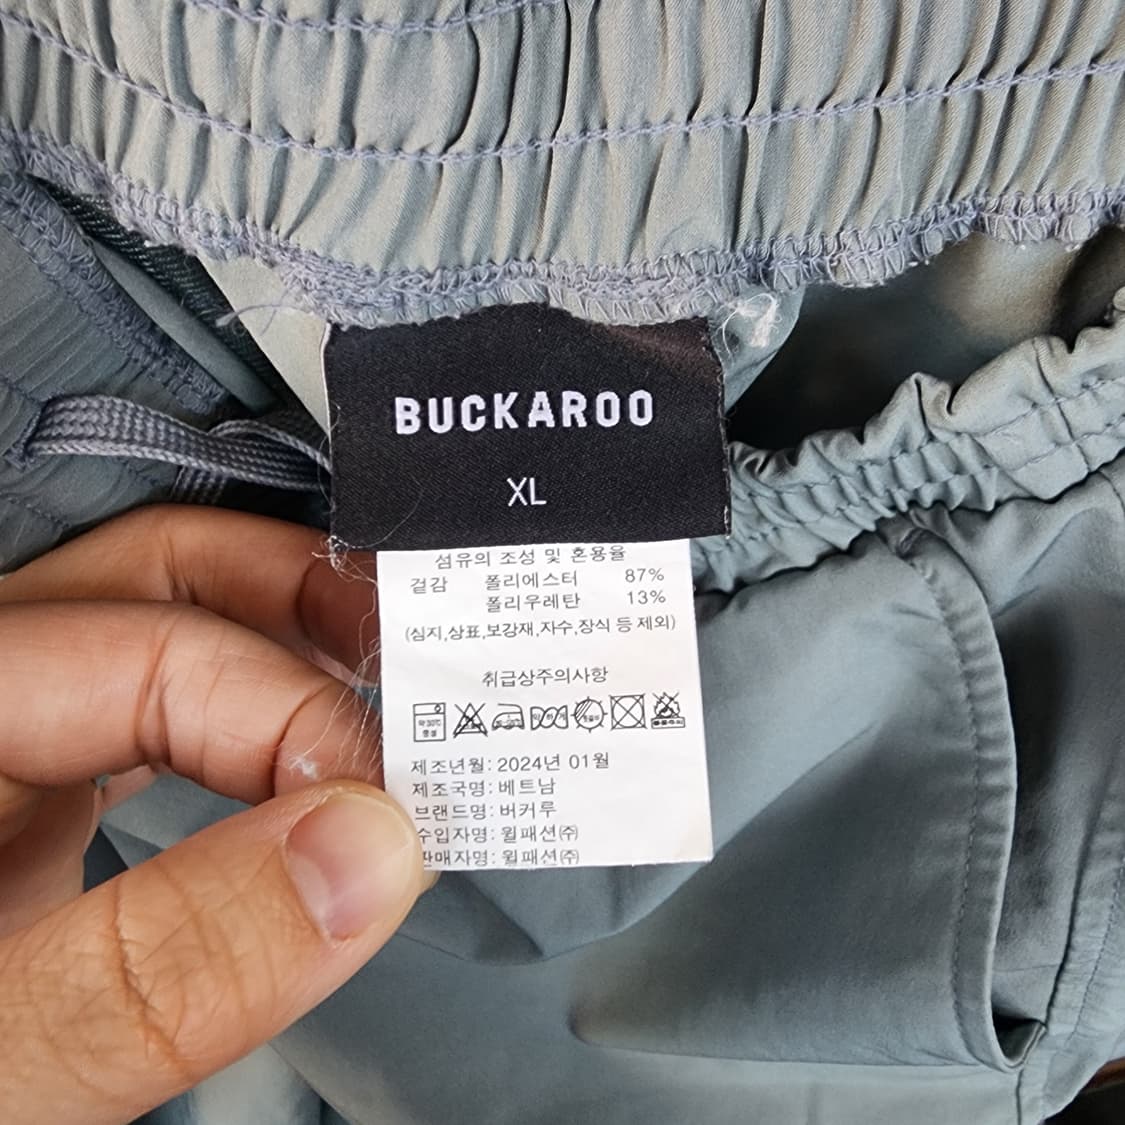 BUCKAROO
XL
섬유의 조성 및 혼용율
겉감 폴리에스터 87%
폴리우레탄 13%
(심지,상표,보강재,자수,장식 등 제외)
취급상주의사항
약 30℃
중성
제조년월: 2024년 01월
제조국명: 베트남
브랜드명: 버커루
수입자명: 윌패션㈜
판매자명: 윌패션㈜